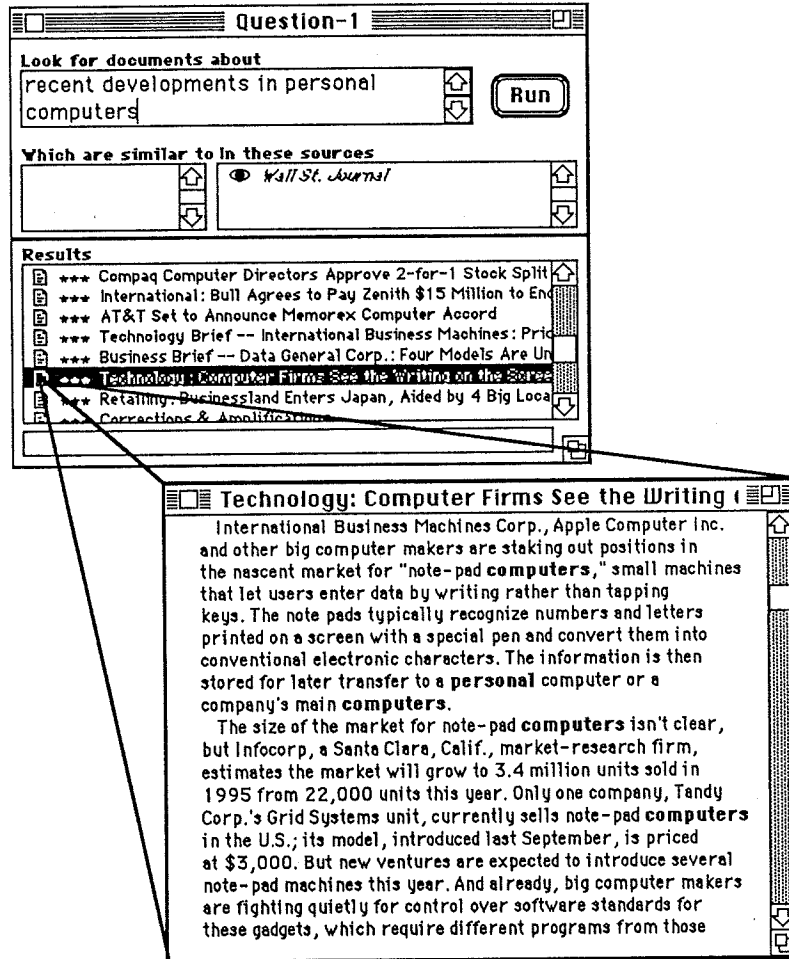 Question-1
Look for documents about
recent developments in personal
computers
Run
Which are similar to In these sources
Wall St. Journal
Results
*** Compaq Computer Directors Approve 2-for-1 Stock Split
*** International: Bull Agrees to Pay Zenith $15 Million to En
*** AT&T Set to Announce Memorex Computer Accord
*** Technology Brief -- International Business Machines: Pric
*** Business Brief -- Data General Corp.: Four Models Are Un
*** Technology: Computer Firms See the Writing on the Scree
*** Retailing: Businessland Enters Japan, Aided by 4 Big Loca
*** Corrections & Amplifications
Technology: Computer Firms See the Writing
International Business Machines Corp., Apple Computer Inc.
and other big computer makers are staking out positions in
the nascent market for "note-pad computers," small machines
that let users enter data by writing rather than tapping
keys. The note pads typically recognize numbers and letters
printed on a screen with a special pen and convert them into
conventional electronic characters. The information is then
stored for later transfer to a personal computer or a
company's main computers.
The size of the market for note-pad computers isn't clear,
but Infocorp, a Santa Clara, Calif., market-research firm,
estimates the market will grow to 3.4 million units sold in
1995 from 22,000 units this year. Only one company, Tandy
Corp.'s Grid Systems unit, currently sells note-pad computers
in the U.S.; its model, introduced last September, is priced
at $3,000. But new ventures are expected to introduce several
note-pad machines this year. And already, big computer makers
are fighting quietly for control over software standards for
these gadgets, which require different programs from those